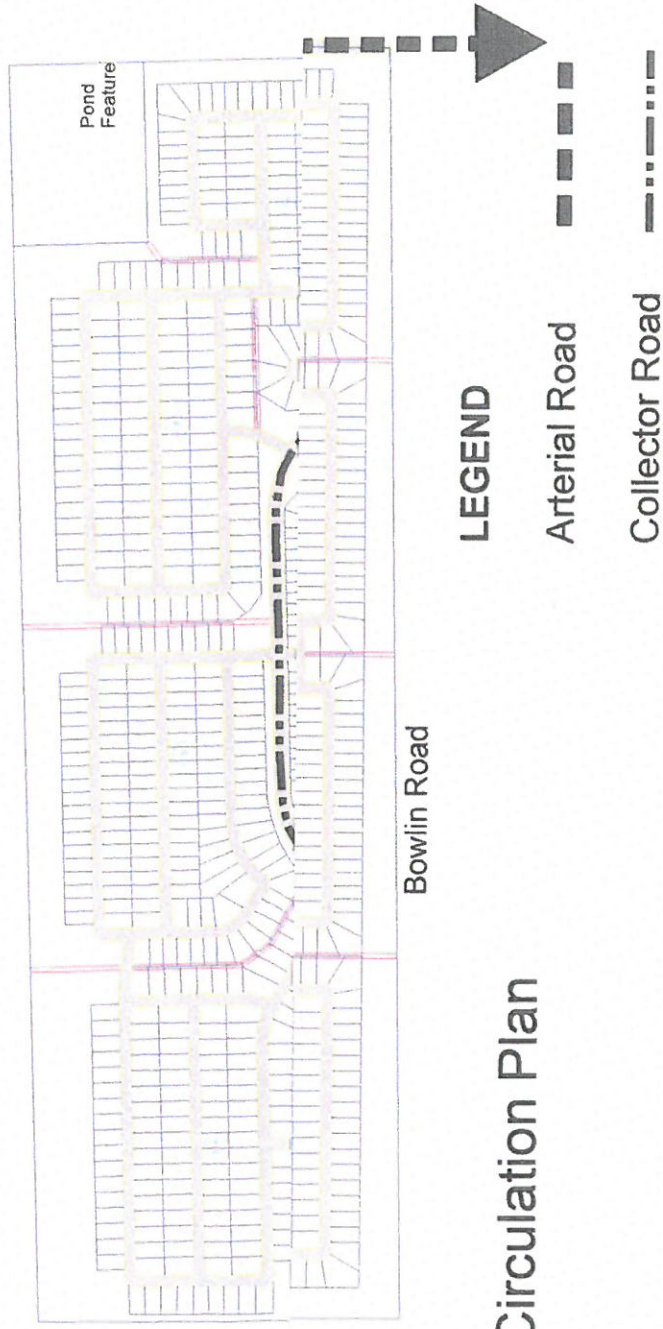 Pond
Feature
Bowlin Road
Circulation Plan
LEGEND
Arterial Road
Collector Road